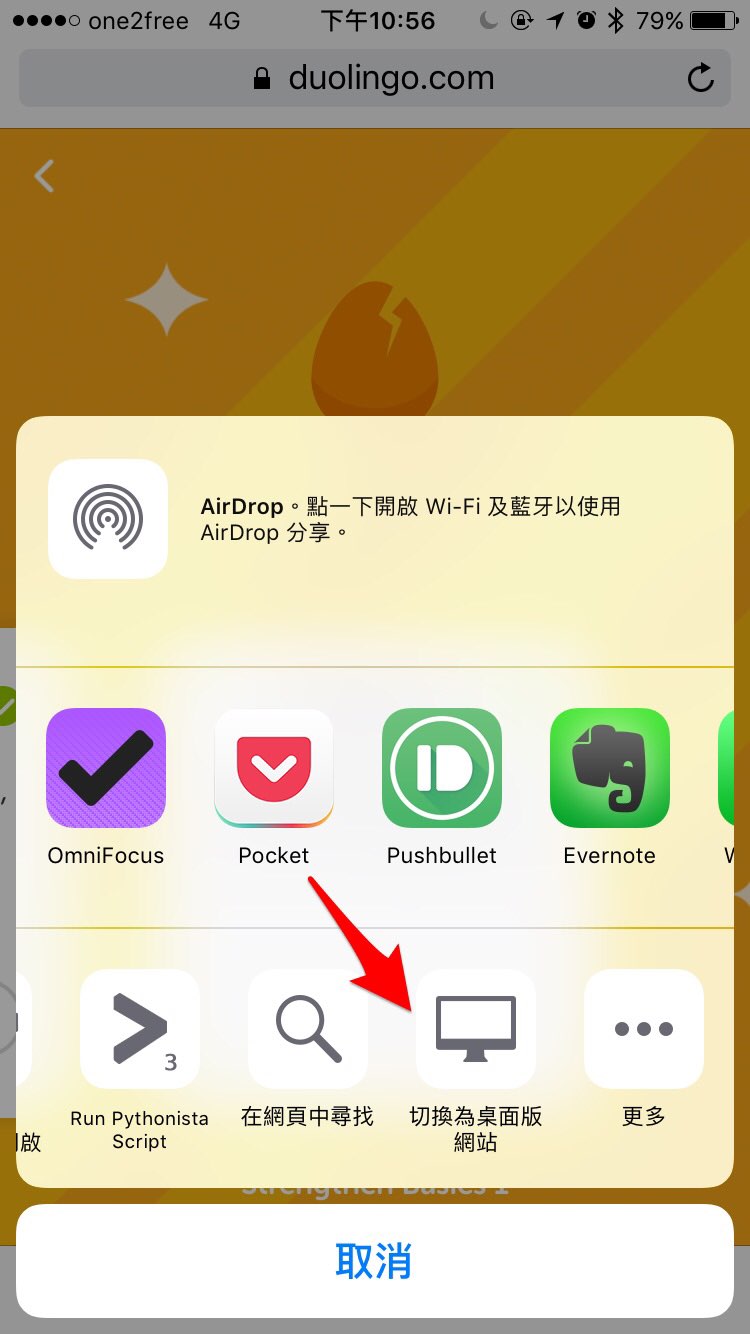 one2free 4G 下午10:56 79%
duolingo.com
AirDrop。點一下開啟 Wi-Fi 及藍牙以使用
AirDrop 分享。
OmniFocus Pocket Pushbullet Evernote
3
Run Pythonista
Script
在網頁中尋找
切換為桌面版
網站
更多
Strengthen Basics 1
取消